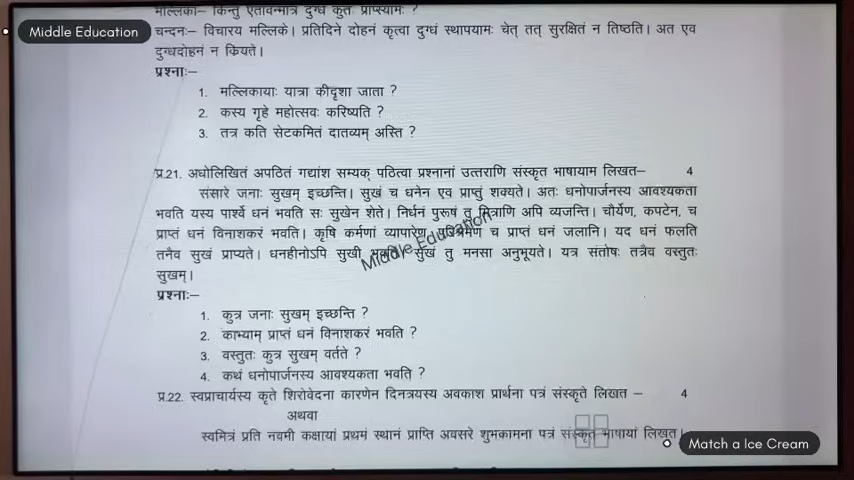 मल्लिका– किन्तु एतावन्मात्रं दुग्धं कुतः प्राप्स्यामः ?
Middle Education
चन्दनः– विचारय मल्लिके। प्रतिदिने दोहनं कृत्वा दुग्धं स्थापयामः चेत् तत् सुरक्षितं न तिष्ठति। अत एव
दुग्धदोहनं न क्रियते।
प्रश्नाः–
1. मल्लिकायाः यात्रा कीदृशा जाता ?
2. कस्य गृहे महोत्सवः करिष्यति ?
3. तत्र कति सेटकमितं दातव्यम् अस्ति ?
प्र.21. अधोलिखितं अपठितं गद्यांश सम्यक् पठित्वा प्रश्नानां उत्तराणि संस्कृत भाषायाम लिखत– 4
संसारे जनाः सुखम् इच्छन्ति। सुखं च धनेन एव प्राप्तुं शक्यते। अतः धनोपार्जनस्य आवश्यकता
भवति यस्य पार्श्वे धनं भवति सः सुखेन शेते। निर्धनं पुरूषं तु मित्राणि अपि व्यजन्ति। चौर्येण, कपटेन, च
प्राप्तं धनं विनाशकरं भवति। कृषि कर्मणा व्यापारेण च प्राप्तं धनं जलानि। यद धनं फलति
Middle Education
तनैव सुखं प्राप्यते। धनहीनोऽपि सुखी सुखं तु मनसा अनुभूयते। यत्र संतोषः तत्रैव वस्तुतः
सुखम्।
प्रश्नाः–
1. कुत्र जनाः सुखम् इच्छन्ति ?
2. काभ्याम् प्राप्तं धनं विनाशकरं भवति ?
3. वस्तुतः कुत्र सुखम् वर्तते ?
4. कथं धनोपार्जनस्य आवश्यकता भवति ?
प्र.22. स्वप्राचार्यस्य कृते शिरोवेदना कारणेन दिनत्रयस्य अवकाश प्रार्थना पत्रं संस्कृते लिखत – 4
अथवा
स्वमित्रं प्रति नवमी कक्षायां प्रथमं स्थानं प्राप्ति अवसरे शुभकामना पत्रं संस्कृत भाषायां लिखत।
Match a Ice Cream